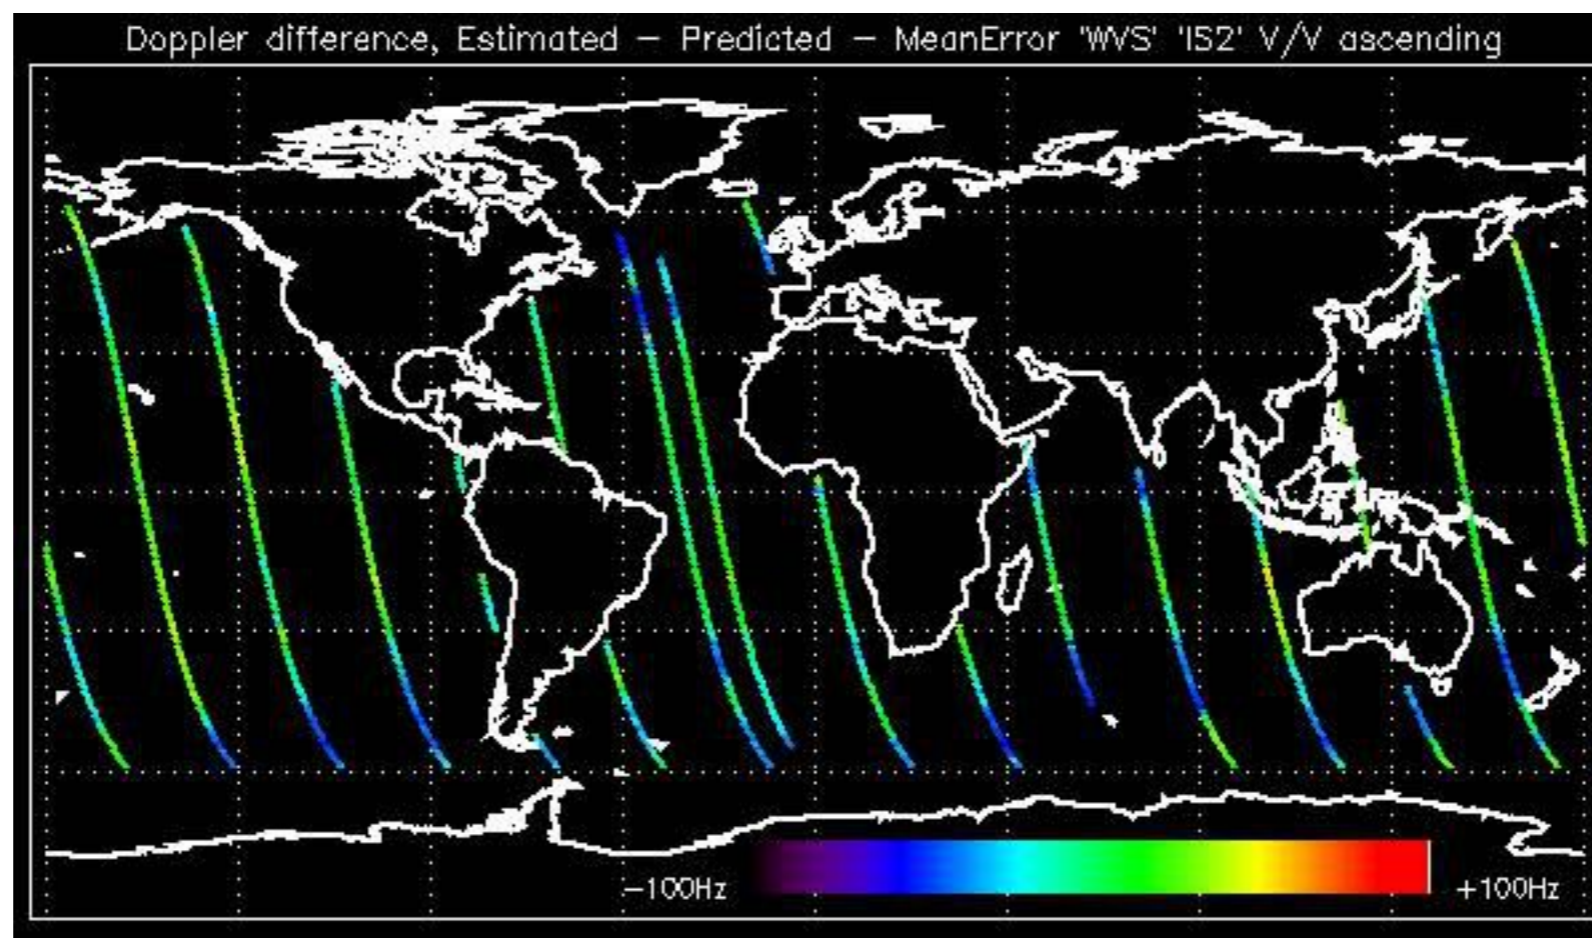 Doppler difference, Estimated – Predicted – MeanError 'WVS' 'IS2' V/V ascending
-100Hz +100Hz